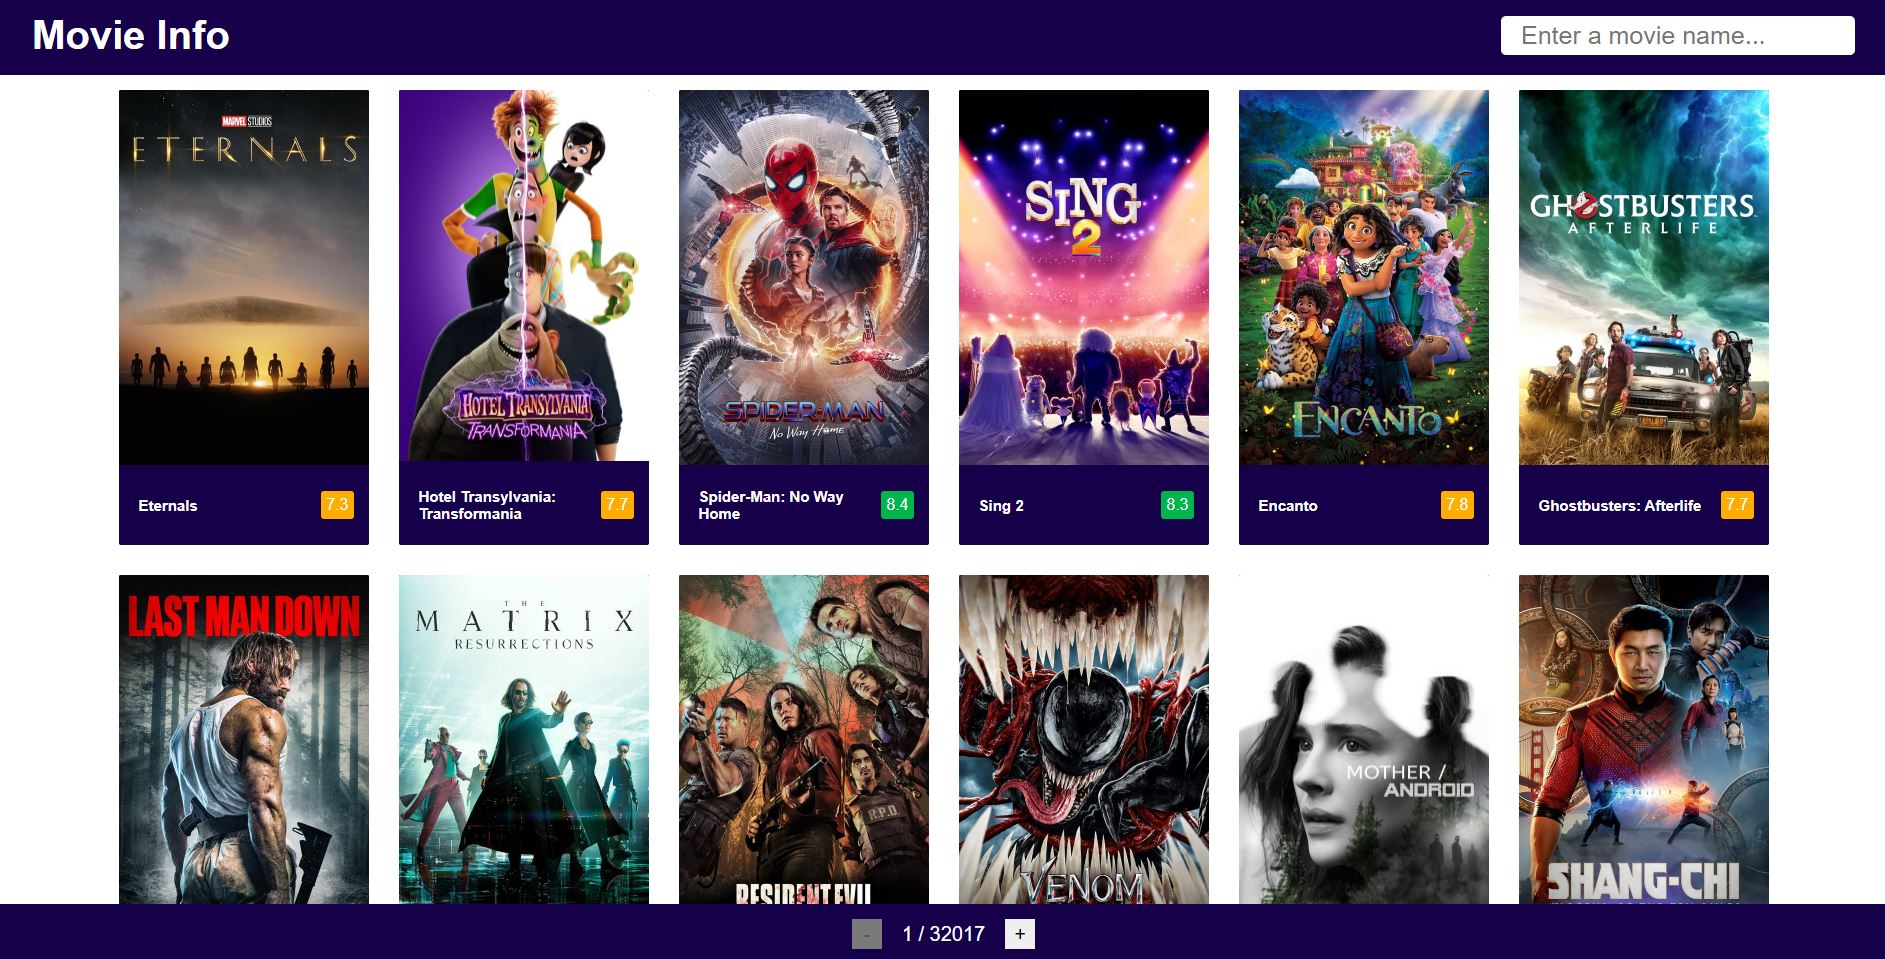 Movie Info
Enter a movie name...
MARVEL STUDIOS
ETERNALS
HOTEL TRANSYLVANIA
TRANSFORMANIA
SPIDER-MAN
No Way Home
SING
2
ENCANTO
GHOSTBUSTERS
AFTERLIFE
Eternals
7.3
Hotel Transylvania:
Transformania
7.7
Spider-Man: No Way
Home
8.4
Sing 2
8.3
Encanto
7.8
Ghostbusters: Afterlife
7.7
LAST MAN DOWN
THE
MATRIX
RESURRECTIONS
R.P.D.
RESIDENT EVIL
VENOM
MOTHER /
ANDROID
SHANG-CHI
- 1 / 32017 +